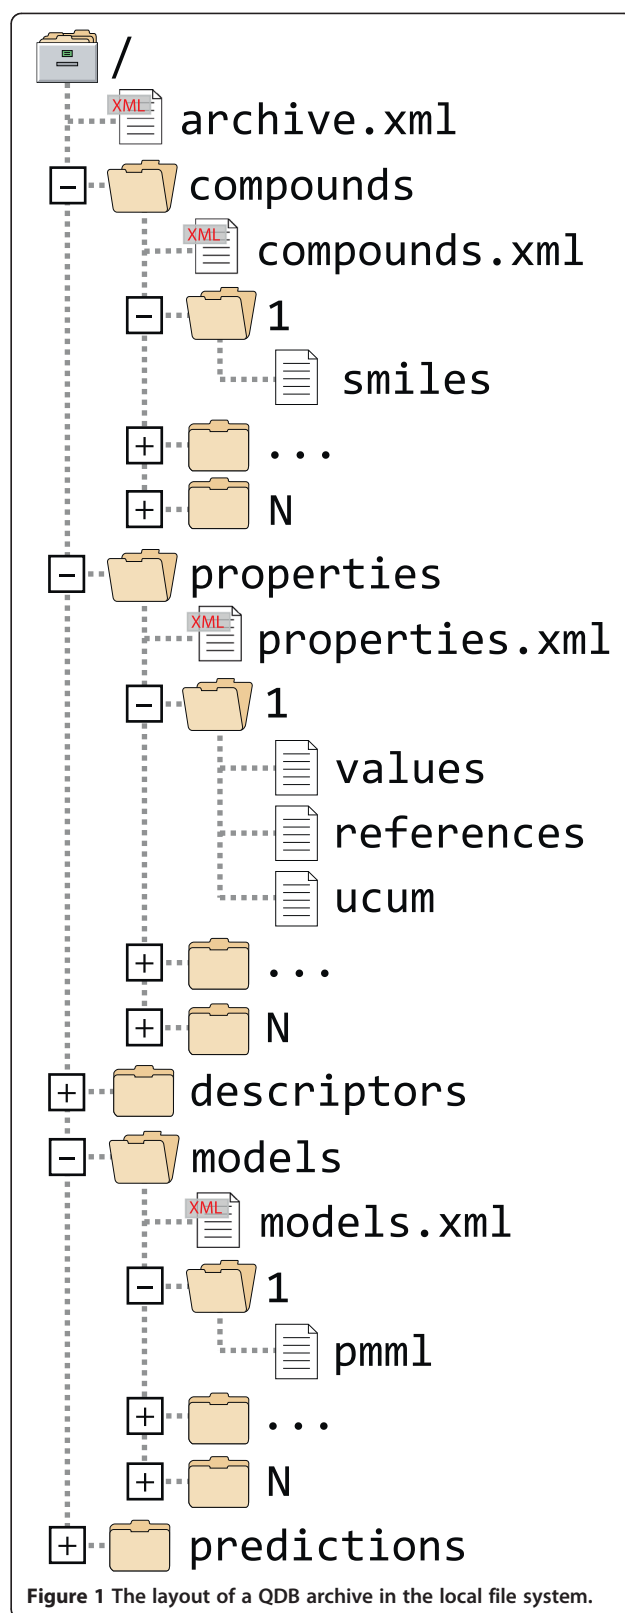 /
XML
archive.xml
− compounds
XML
compounds.xml
− 1
smiles
+ ...
+ N
− properties
XML
properties.xml
− 1
values
references
ucum
+ ...
+ N
+ descriptors
− models
XML
models.xml
− 1
pmml
+ ...
+ N
+ predictions
Figure 1 The layout of a QDB archive in the local file system.